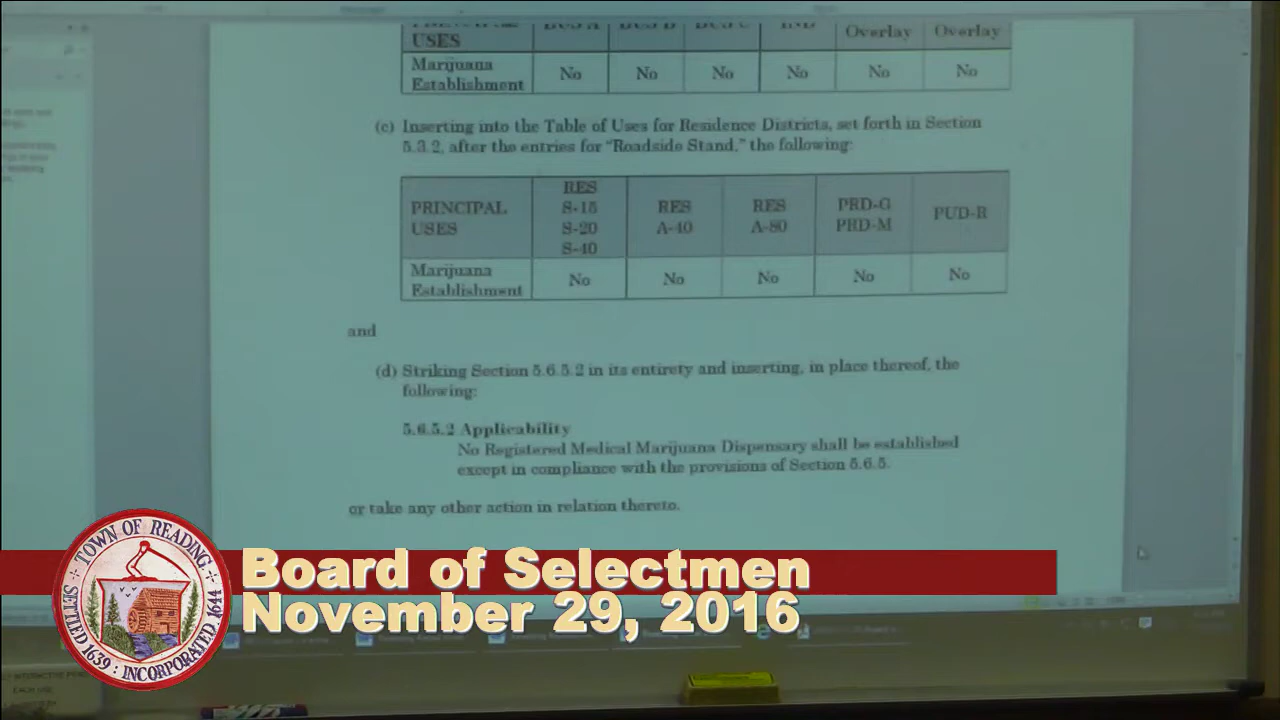 USES BUS A BUS B BUS C IND Overlay Overlay
Marijuana Establishment No No No No No No
(c) Inserting into the Table of Uses for Residence Districts, set forth in Section
5.3.2, after the entries for “Roadside Stand,” the following:
PRINCIPAL USES RES S-15 S-20 S-40 RES A-40 RES A-80 PRD-G PRD-M PUD-R
Marijuana Establishment No No No No No
and
(d) Striking Section 5.6.5.2 in its entirety and inserting, in place thereof, the
following:
5.6.5.2 Applicability
No Registered Medical Marijuana Dispensary shall be established
except in compliance with the provisions of Section 5.6.5.
or take any other action in relation thereto.
TOWN OF READING
SETTLED 1639 : INCORPORATED 1644
Board of Selectmen
November 29, 2016